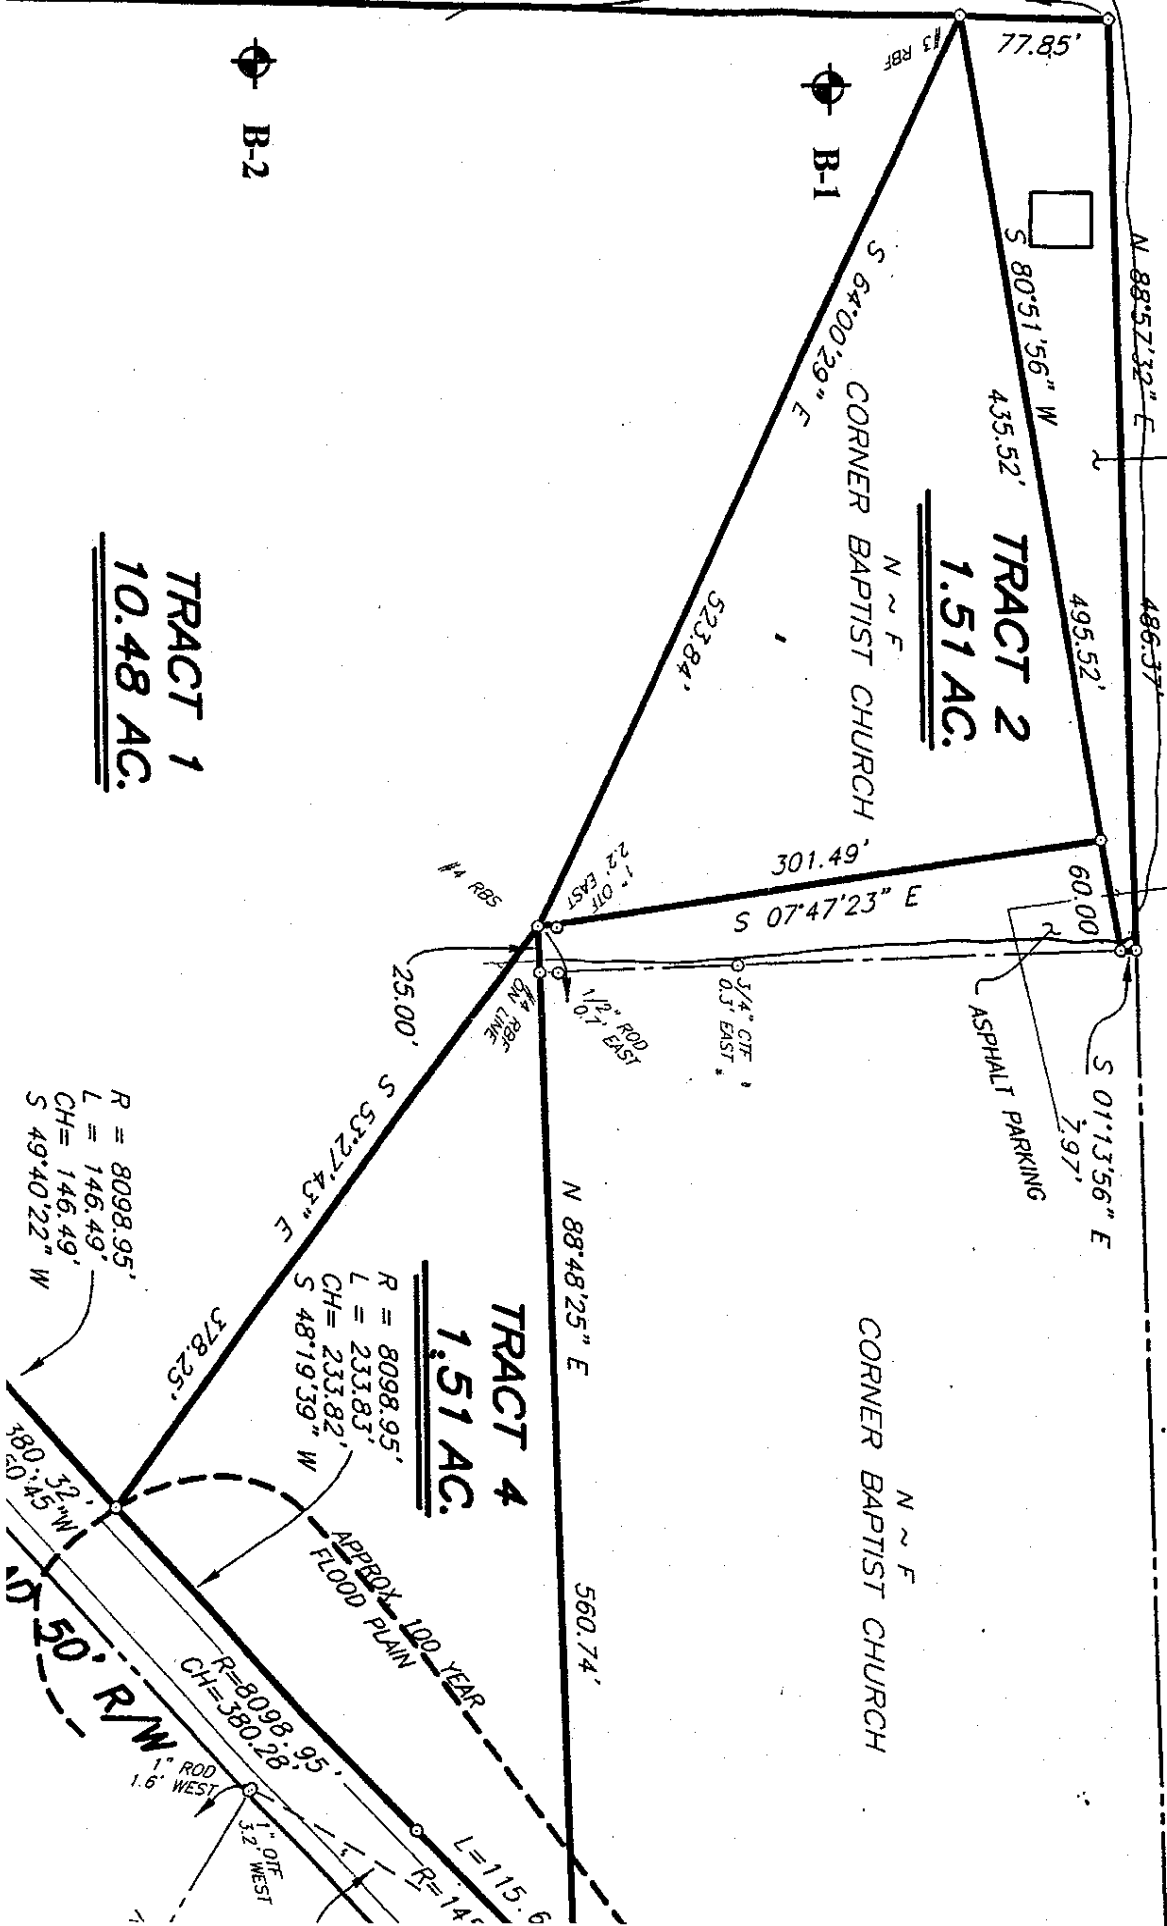 77.85'
#3 RBF
B-1
B-2
N 88°57'32" E
486.37'
S 80°51'56" W
435.52'
495.52'
60.00
S 64°00'29" E
523.84'
TRACT 2
1.51 AC.
N ~ F
CORNER BAPTIST CHURCH
TRACT 1
10.48 AC.
301.49'
S 07°47'23" E
1" OTF
2.2' EAST
#4 RBS
25.00'
#4 RBF
ON LINE
1/2" ROD
0.7' EAST
3/4" CTF
0.3' EAST
ASPHALT PARKING
S 01°13'56" E
7.97'
N ~ F
CORNER BAPTIST CHURCH
N 88°48'25" E
560.74'
S 53°27'43" E
378.25'
TRACT 4
1.51 AC.
R = 8098.95'
L = 233.83'
CH= 233.82'
S 48°19'39" W
R = 8098.95'
L = 146.49'
CH= 146.49'
S 49°40'22" W
APPROX. 100 YEAR
FLOOD PLAIN
380.32'
50' R/W
R=8098.95'
CH=380.28'
1" ROD
1.6' WEST
1" OTF
3.2' WEST
L=115.6
R=14